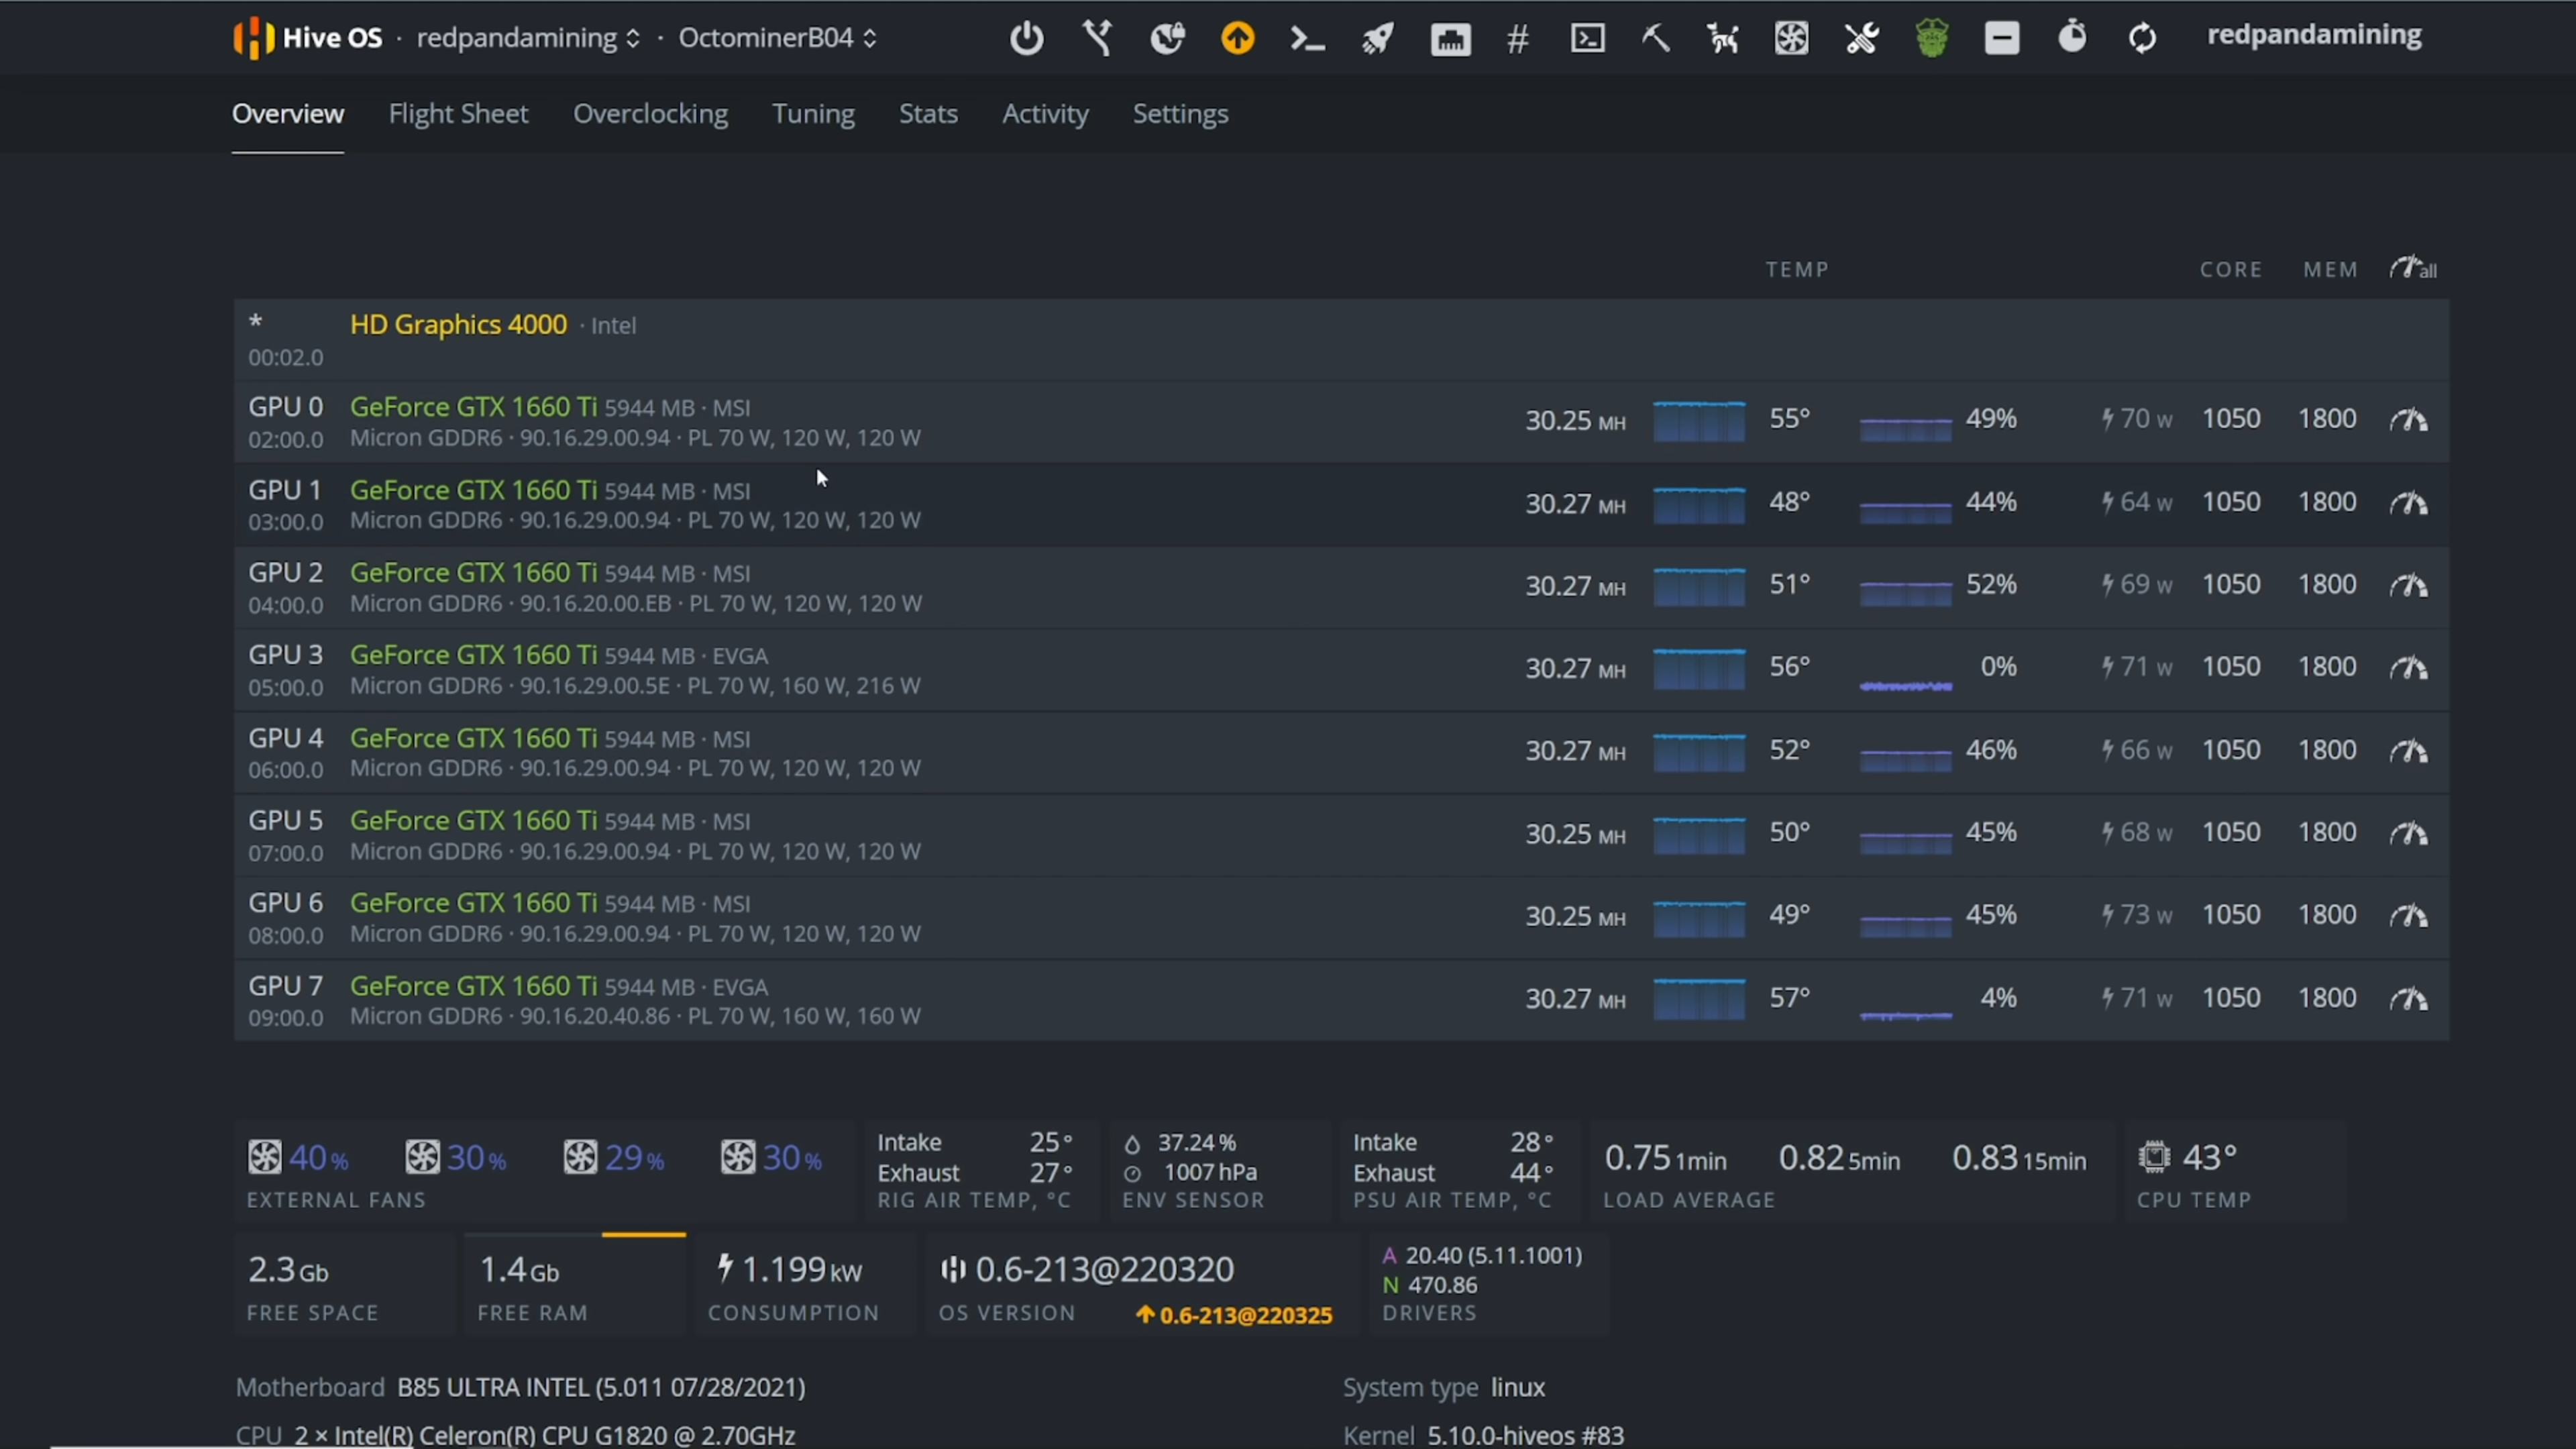 Hive OS · redpandamining · OctominerB04 redpandamining
Overview Flight Sheet Overclocking Tuning Stats Activity Settings
TEMP CORE MEM all
* HD Graphics 4000 · Intel
00:02.0
GPU 0 GeForce GTX 1660 Ti 5944 MB · MSI 30.25 MH 55° 49% 70 W 1050 1800
02:00.0 Micron GDDR6 · 90.16.29.00.94 · PL 70 W, 120 W, 120 W
GPU 1 GeForce GTX 1660 Ti 5944 MB · MSI 30.27 MH 48° 44% 64 W 1050 1800
03:00.0 Micron GDDR6 · 90.16.29.00.94 · PL 70 W, 120 W, 120 W
GPU 2 GeForce GTX 1660 Ti 5944 MB · MSI 30.27 MH 51° 52% 69 W 1050 1800
04:00.0 Micron GDDR6 · 90.16.20.00.EB · PL 70 W, 120 W, 120 W
GPU 3 GeForce GTX 1660 Ti 5944 MB · EVGA 30.27 MH 56° 0% 71 W 1050 1800
05:00.0 Micron GDDR6 · 90.16.29.00.5E · PL 70 W, 160 W, 216 W
GPU 4 GeForce GTX 1660 Ti 5944 MB · MSI 30.27 MH 52° 46% 66 W 1050 1800
06:00.0 Micron GDDR6 · 90.16.29.00.94 · PL 70 W, 120 W, 120 W
GPU 5 GeForce GTX 1660 Ti 5944 MB · MSI 30.25 MH 50° 45% 68 W 1050 1800
07:00.0 Micron GDDR6 · 90.16.29.00.94 · PL 70 W, 120 W, 120 W
GPU 6 GeForce GTX 1660 Ti 5944 MB · MSI 30.25 MH 49° 45% 73 W 1050 1800
08:00.0 Micron GDDR6 · 90.16.29.00.94 · PL 70 W, 120 W, 120 W
GPU 7 GeForce GTX 1660 Ti 5944 MB · EVGA 30.27 MH 57° 4% 71 W 1050 1800
09:00.0 Micron GDDR6 · 90.16.20.40.86 · PL 70 W, 160 W, 160 W
40 % 30 % 29 % 30 %
EXTERNAL FANS
Intake 25°
Exhaust 27°
RIG AIR TEMP, °C
37.24 %
1007 hPa
ENV SENSOR
Intake 28°
Exhaust 44°
PSU AIR TEMP, °C
0.75 1min 0.82 5min 0.83 15min
LOAD AVERAGE
43°
CPU TEMP
2.3 Gb
FREE SPACE
1.4 Gb
FREE RAM
1.199 kW
CONSUMPTION
0.6-213@220320
OS VERSION 0.6-213@220325
A 20.40 (5.11.1001)
N 470.86
DRIVERS
Motherboard B85 ULTRA INTEL (5.011 07/28/2021)
System type linux
CPU 2 × Intel(R) Celeron(R) CPU G1820 @ 2.70GHz
Kernel 5.10.0-hiveos #83